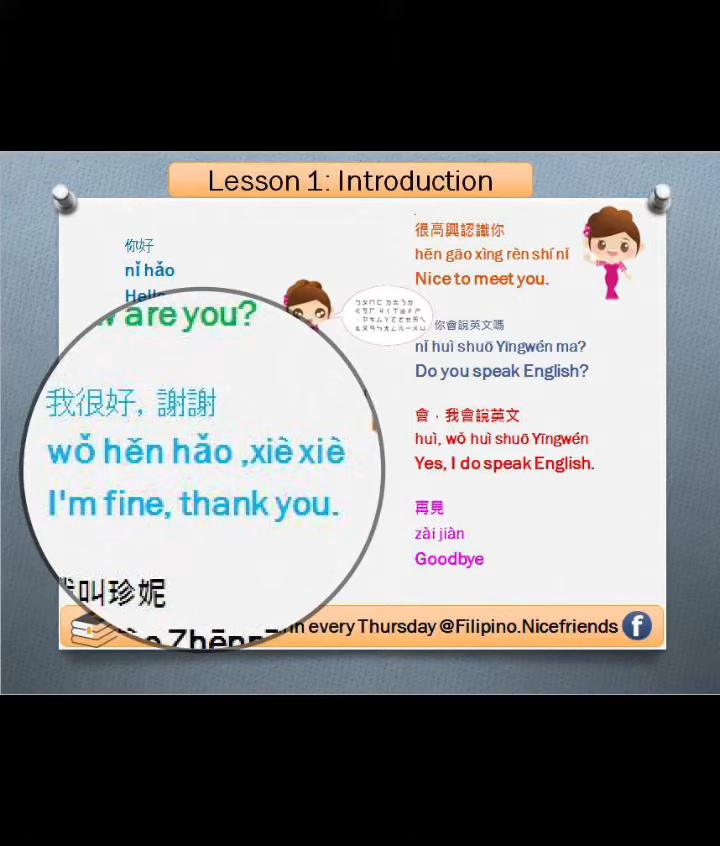 Lesson 1: Introduction
你好
nǐ hǎo
Hello
are you?
我很好, 謝謝
wǒ hěn hǎo ,xiè xiè
I'm fine, thank you.
叫珍妮
很高興認識你
hěn gāo xìng rèn shí nǐ
Nice to meet you.
你會說英文嗎
nǐ huì shuō Yīngwén ma?
Do you speak English?
會，我會說英文
huì, wǒ huì shuō Yīngwén
Yes, I do speak English.
再見
zài jiàn
Goodbye
in every Thursday @Filipino.Nicefriends f